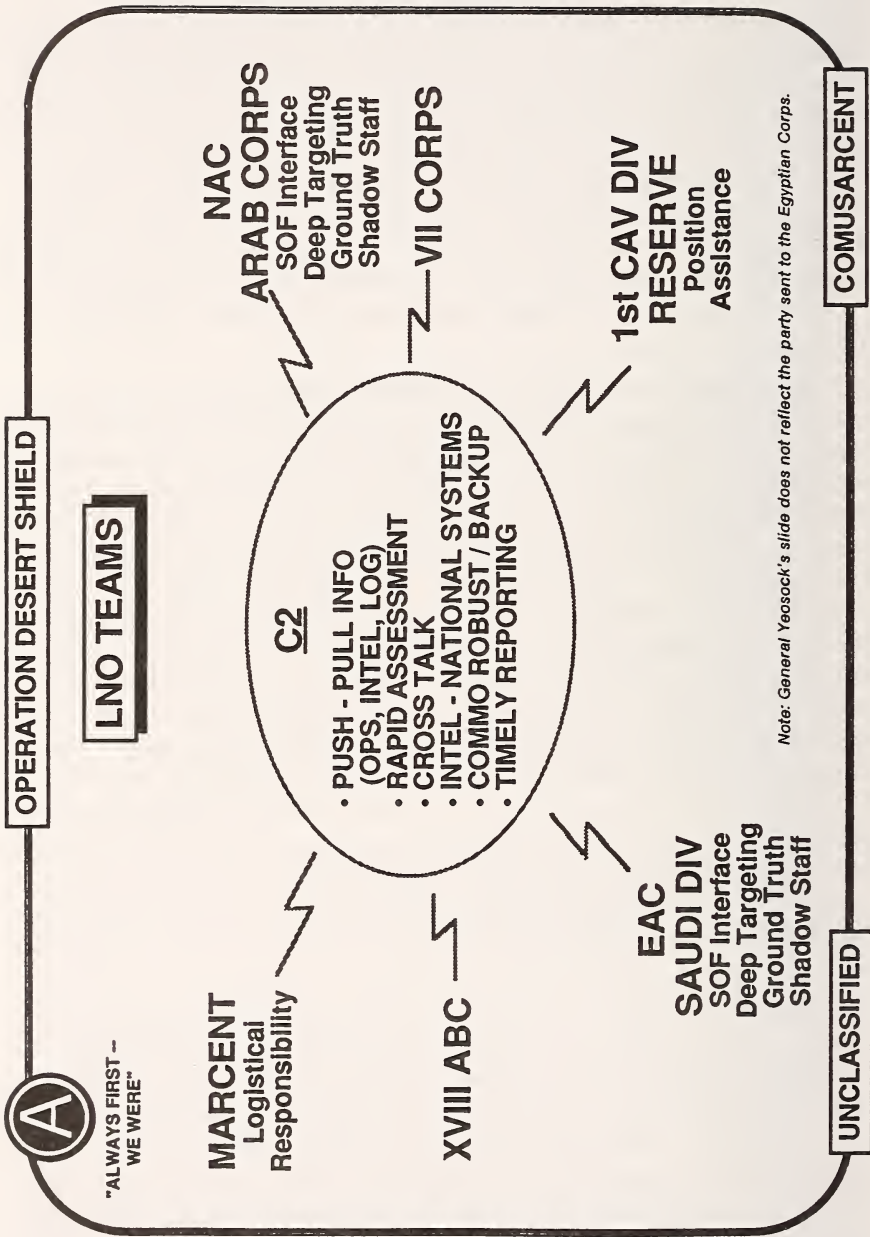 OPERATION DESERT SHIELD
A
"ALWAYS FIRST –
WE WERE"
LNO TEAMS
MARCENT
Logistical
Responsibility
NAC
ARAB CORPS
SOF Interface
Deep Targeting
Ground Truth
Shadow Staff
C2
• PUSH - PULL INFO
(OPS, INTEL, LOG)
• RAPID ASSESSMENT
• CROSS TALK
• INTEL - NATIONAL SYSTEMS
• COMMO ROBUST / BACKUP
• TIMELY REPORTING
XVIII ABC
VII CORPS
EAC
SAUDI DIV
SOF Interface
Deep Targeting
Ground Truth
Shadow Staff
1st CAV DIV
RESERVE
Position
Assistance
Note: General Yeosock's slide does not reflect the party sent to the Egyptian Corps.
UNCLASSIFIED
COMUSARCENT